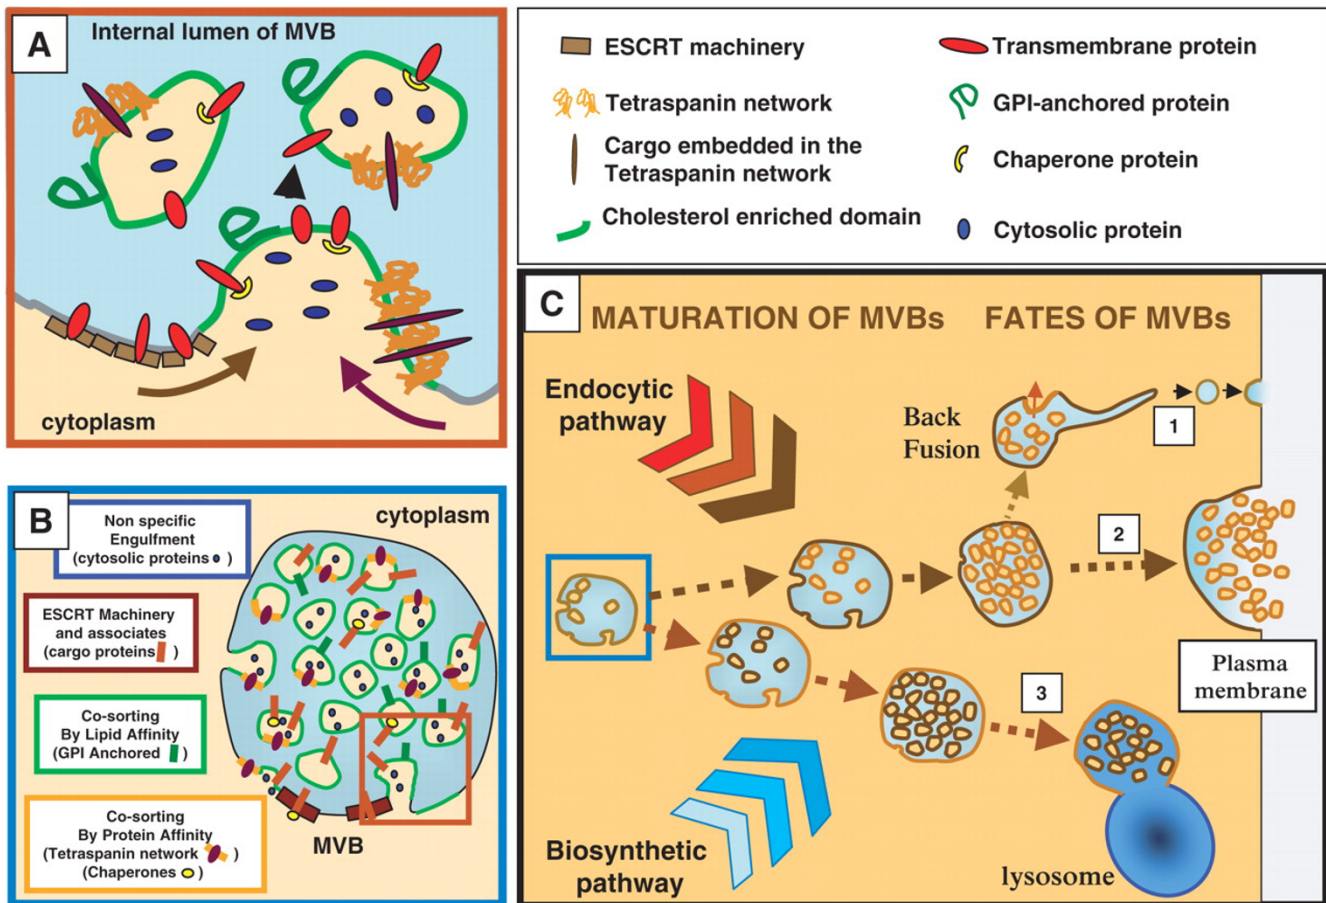 A
Internal lumen of MVB
cytoplasm
ESCRT machinery
Tetraspanin network
Cargo embedded in the
Tetraspanin network
Cholesterol enriched domain
Transmembrane protein
GPI-anchored protein
Chaperone protein
Cytosolic protein
B
cytoplasm
Non specific
Engulfment
(cytosolic proteins )
ESCRT Machinery
and associates
(cargo proteins )
Co-sorting
By Lipid Affinity
(GPI Anchored )
Co-sorting
By Protein Affinity
(Tetraspanin network )
(Chaperones )
MVB
C
MATURATION OF MVBs
FATES OF MVBs
Endocytic
pathway
Back
Fusion
1
2
3
Plasma
membrane
Biosynthetic
pathway
lysosome